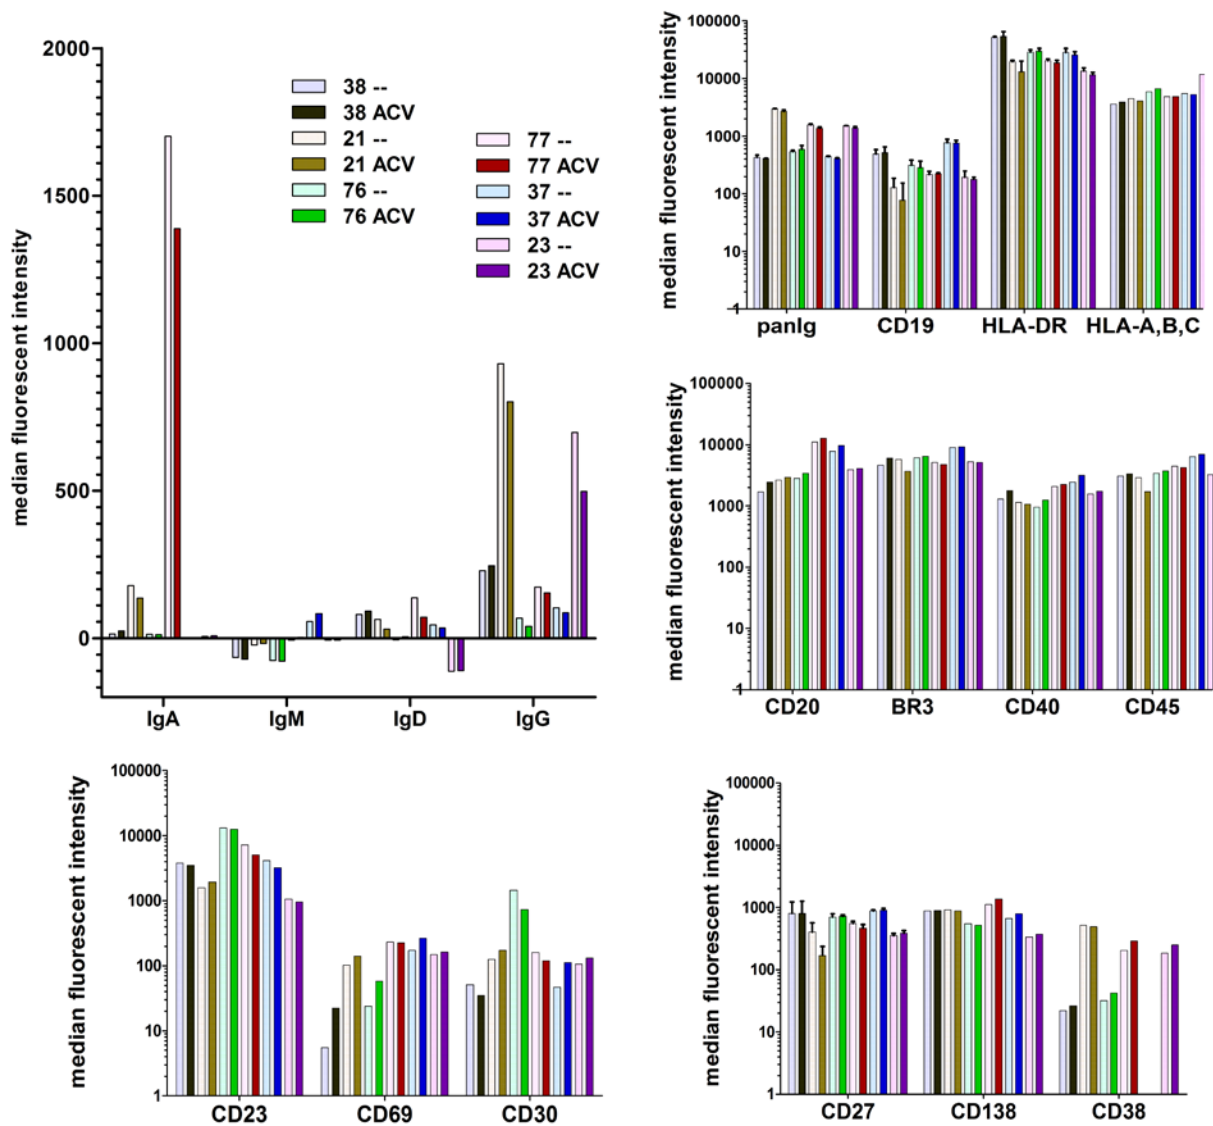 median fluorescent intensity
2000
1500
1000
500
0
38 --
38 ACV
21 --
21 ACV
76 --
76 ACV
77 --
77 ACV
37 --
37 ACV
23 --
23 ACV
IgA IgM IgD IgG
median fluorescent intensity
100000
10000
1000
100
10
1
panIg CD19 HLA-DR HLA-A,B,C
median fluorescent intensity
100000
10000
1000
100
10
1
CD20 BR3 CD40 CD45
median fluorescent intensity
100000
10000
1000
100
10
1
CD23 CD69 CD30
median fluorescent intensity
100000
10000
1000
100
10
1
CD27 CD138 CD38